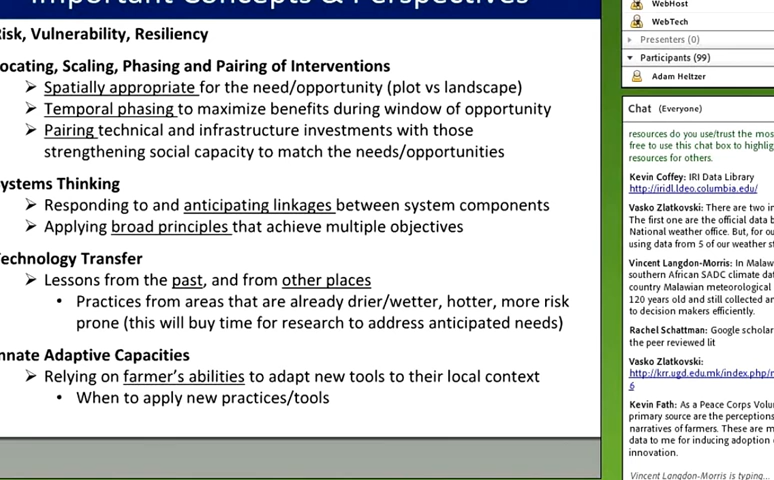 Important Concepts & Perspectives
Risk, Vulnerability, Resiliency
ocating, Scaling, Phasing and Pairing of Interventions
➢ Spatially appropriate for the need/opportunity (plot vs landscape)
➢ Temporal phasing to maximize benefits during window of opportunity
➢ Pairing technical and infrastructure investments with those
strengthening social capacity to match the needs/opportunities
ystems Thinking
➢ Responding to and anticipating linkages between system components
➢ Applying broad principles that achieve multiple objectives
echnology Transfer
➢ Lessons from the past, and from other places
• Practices from areas that are already drier/wetter, hotter, more risk
prone (this will buy time for research to address anticipated needs)
nnate Adaptive Capacities
➢ Relying on farmer's abilities to adapt new tools to their local context
• When to apply new practices/tools
WebHost
WebTech
Presenters (0)
Participants (99)
Adam Heltzer
Chat (Everyone)
resources do you use/trust the mos
free to use this chat box to highlig
resources for others.
Kevin Coffey: IRI Data Library
http://iridl.ldeo.columbia.edu/
Vasko Zlatkovski: There are two in
The first one are the official data b
National weather office. But, for ou
using data from 5 of our weather st
Vincent Langdon-Morris: In Malaw
southern African SADC climate dat
country Malawian meteorological
120 years old and still collected an
to decision makers efficiently.
Rachel Schattman: Google scholar
the peer reviewed lit
Vasko Zlatkovski:
http://krr.ugd.edu.mk/index.php/r
6
Kevin Fath: As a Peace Corps Volu
primary source are the perceptions
narratives of farmers. These are m
data to me for inducing adoption o
innovation.
Vincent Langdon-Morris is typing...